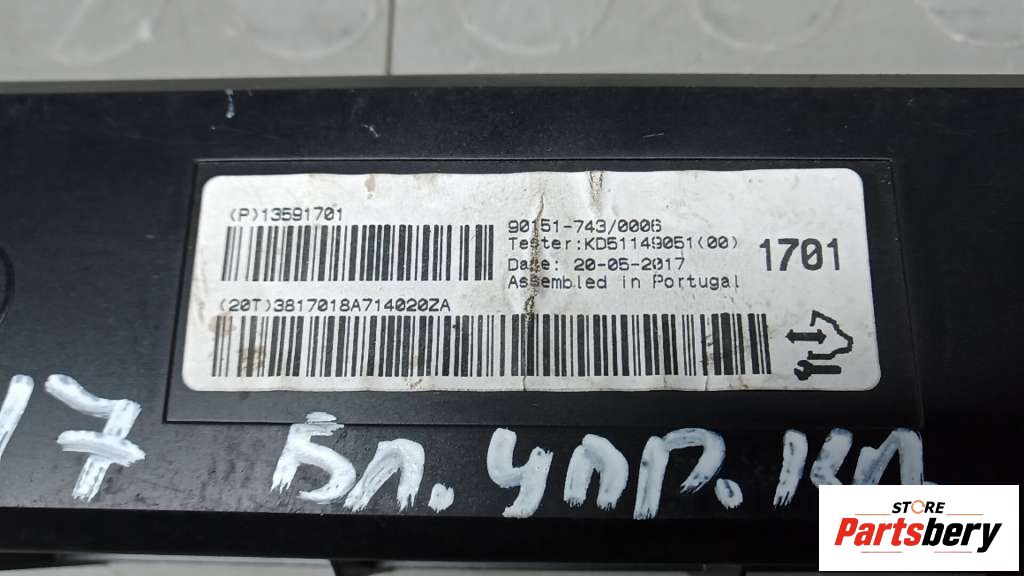 (P)13591701
90151-743/0006
Tester:KD51149051(00)
Date: 20-05-2017
Assembled in Portugal
1701
(20T)3817018A714020ZA
17 Бл. упр. кл.
STORE
Partsbery